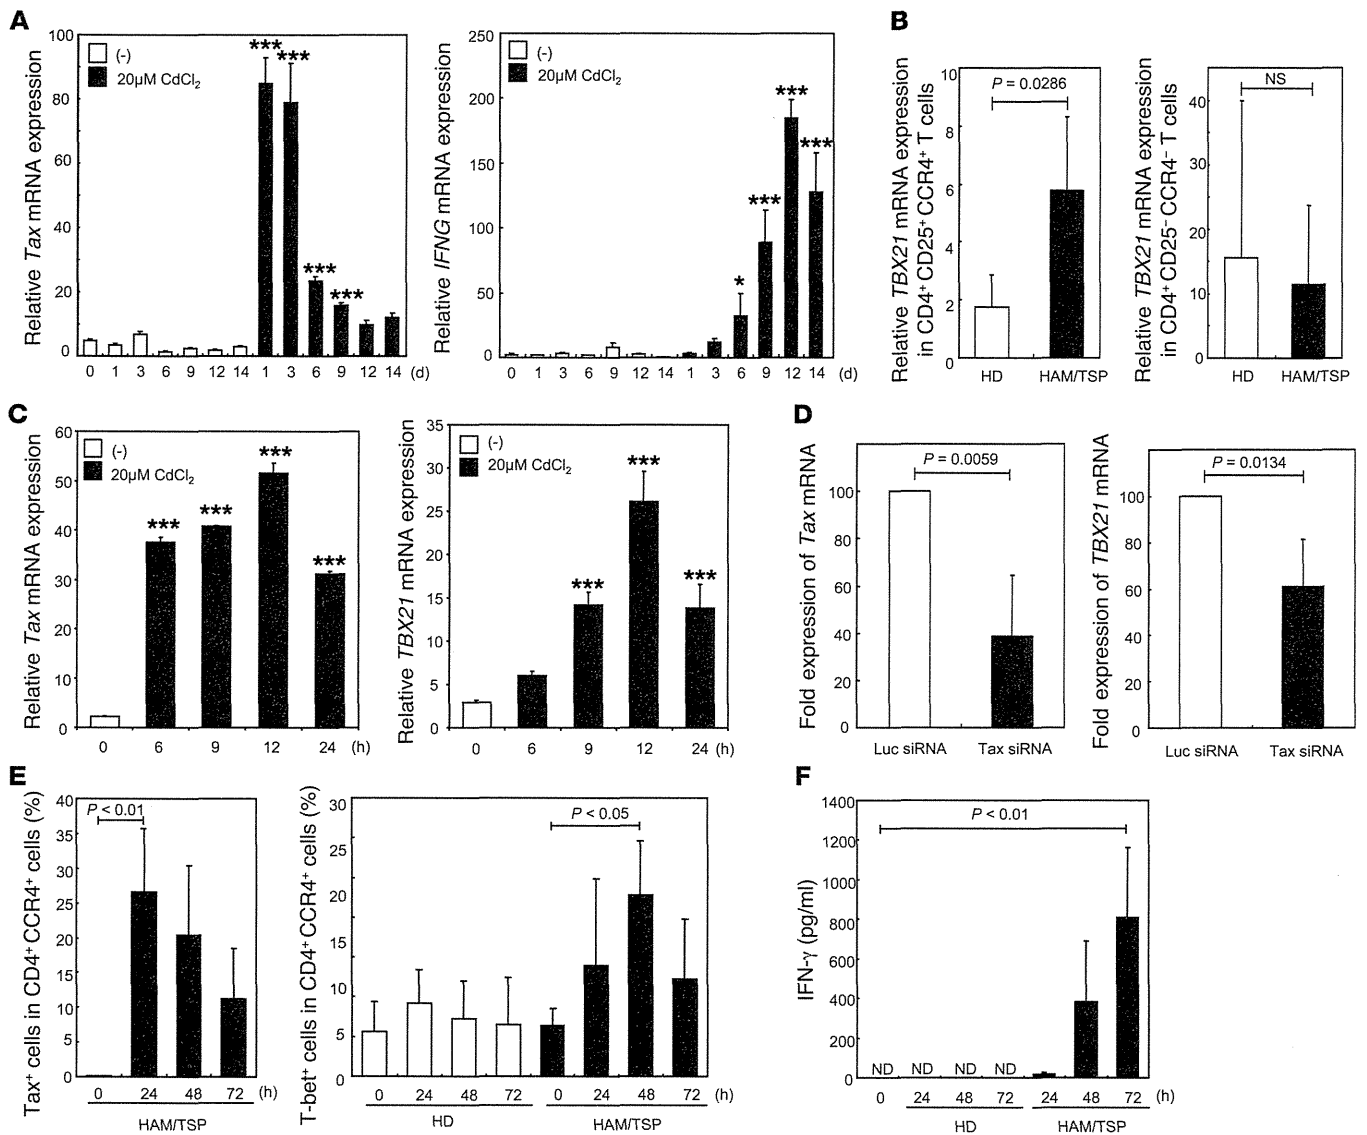 A
Relative Tax mRNA expression
100
80
60
40
20
0
(-)
20μM CdCl2
*** ***
***
***
0 1 3 6 9 12 14 1 3 6 9 12 14 (d)
Relative IFNG mRNA expression
250
200
150
100
50
0
(-)
20μM CdCl2
*
***
***
***
0 1 3 6 9 12 14 1 3 6 9 12 14 (d)
B
Relative TBX21 mRNA expression
in CD4+ CD25+ CCR4+ T cells
10
8
6
4
2
0
P = 0.0286
HD HAM/TSP
Relative TBX21 mRNA expression
in CD4+ CD25- CCR4- T cells
40
30
20
10
0
NS
HD HAM/TSP
C
Relative Tax mRNA expression
60
50
40
30
20
10
0
(-)
20μM CdCl2
*** *** *** ***
0 6 9 12 24 (h)
Relative TBX21 mRNA expression
35
30
25
20
15
10
5
0
(-)
20μM CdCl2
*** *** ***
0 6 9 12 24 (h)
D
Fold expression of Tax mRNA
100
80
60
40
20
0
P = 0.0059
Luc siRNA Tax siRNA
Fold expression of TBX21 mRNA
100
80
60
40
20
0
P = 0.0134
Luc siRNA Tax siRNA
E
Tax+ cells in CD4+ CCR4+ cells (%)
40
35
30
25
20
15
10
5
0
P < 0.01
0 24 48 72 (h)
HAM/TSP
T-bet+ cells in CD4+ CCR4+ cells (%)
30
25
20
15
10
5
0
P < 0.05
0 24 48 72 0 24 48 72 (h)
HD HAM/TSP
F
IFN-γ (pg/ml)
1400
1200
1000
800
600
400
200
0
P < 0.01
ND ND ND ND
0 24 48 72 24 48 72 (h)
HD HAM/TSP